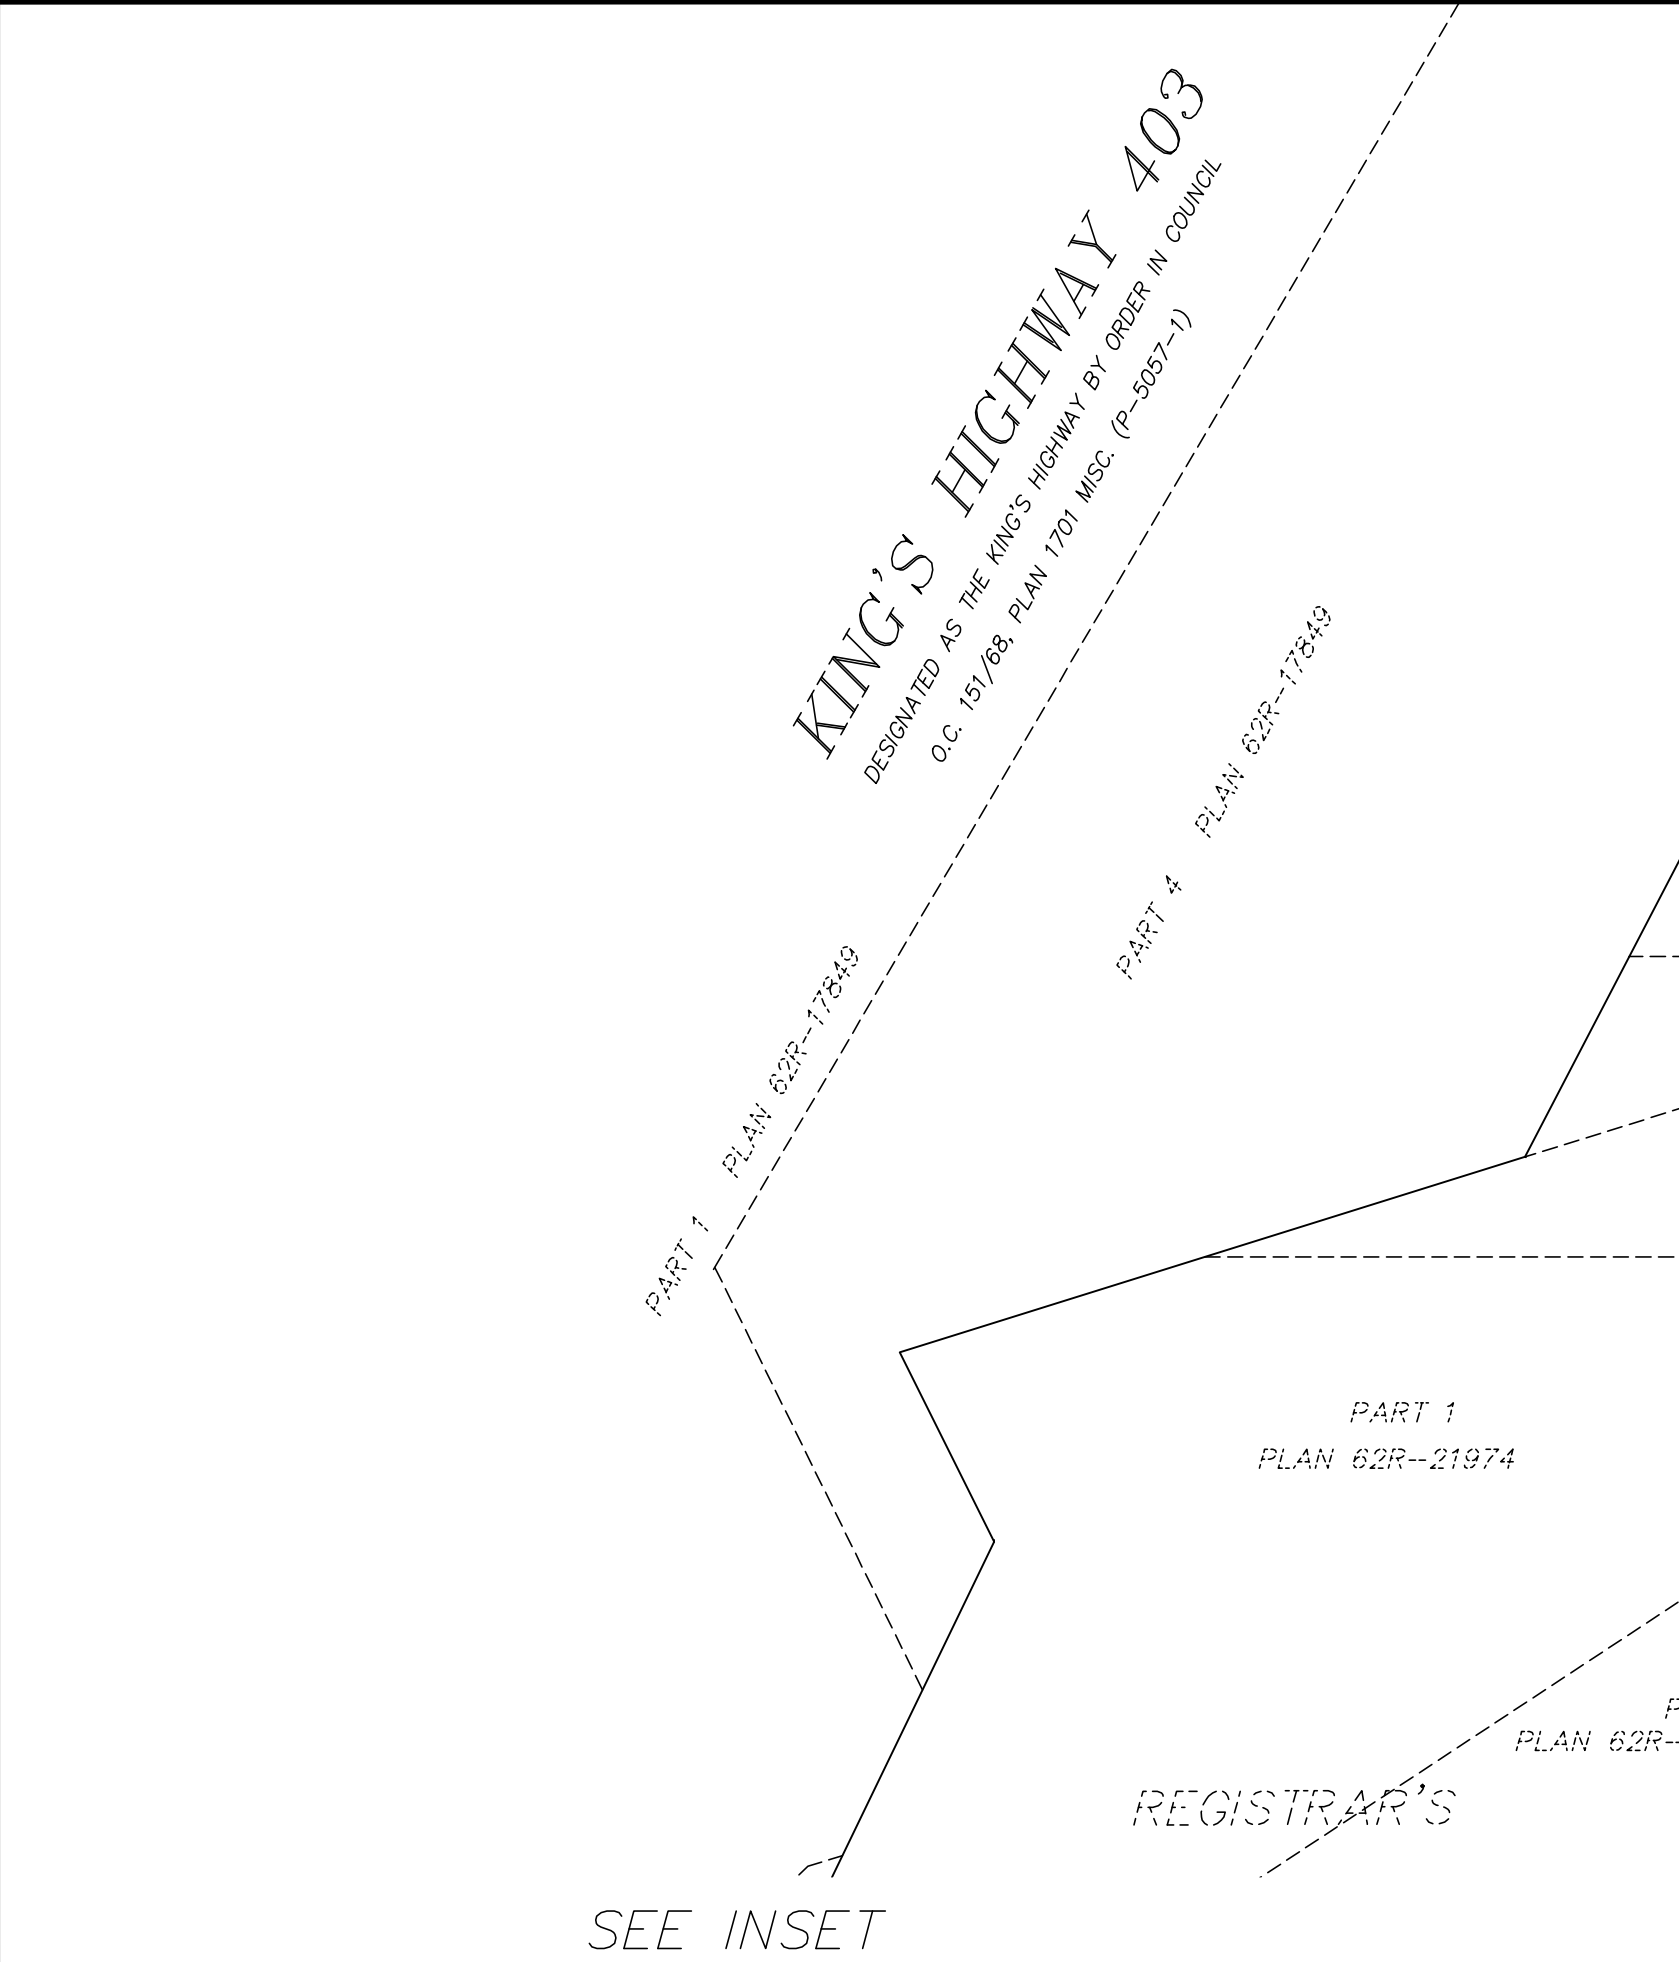 KING'S HIGHWAY 403
DESIGNATED AS THE KING'S HIGHWAY BY ORDER IN COUNCIL
O.C. 151/68, PLAN 1701 MISC. (P-5057-1)
PART 4 PLAN 62R--17849
PART 1 PLAN 62R--17849
PART 1
PLAN 62R--21974
P
PLAN 62R-
REGISTRAR'S
SEE INSET